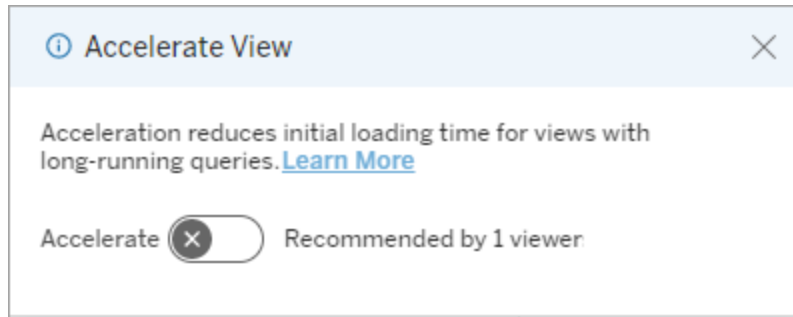 Accelerate View
Acceleration reduces initial loading time for views with
long-running queries. Learn More
Accelerate Recommended by 1 viewer